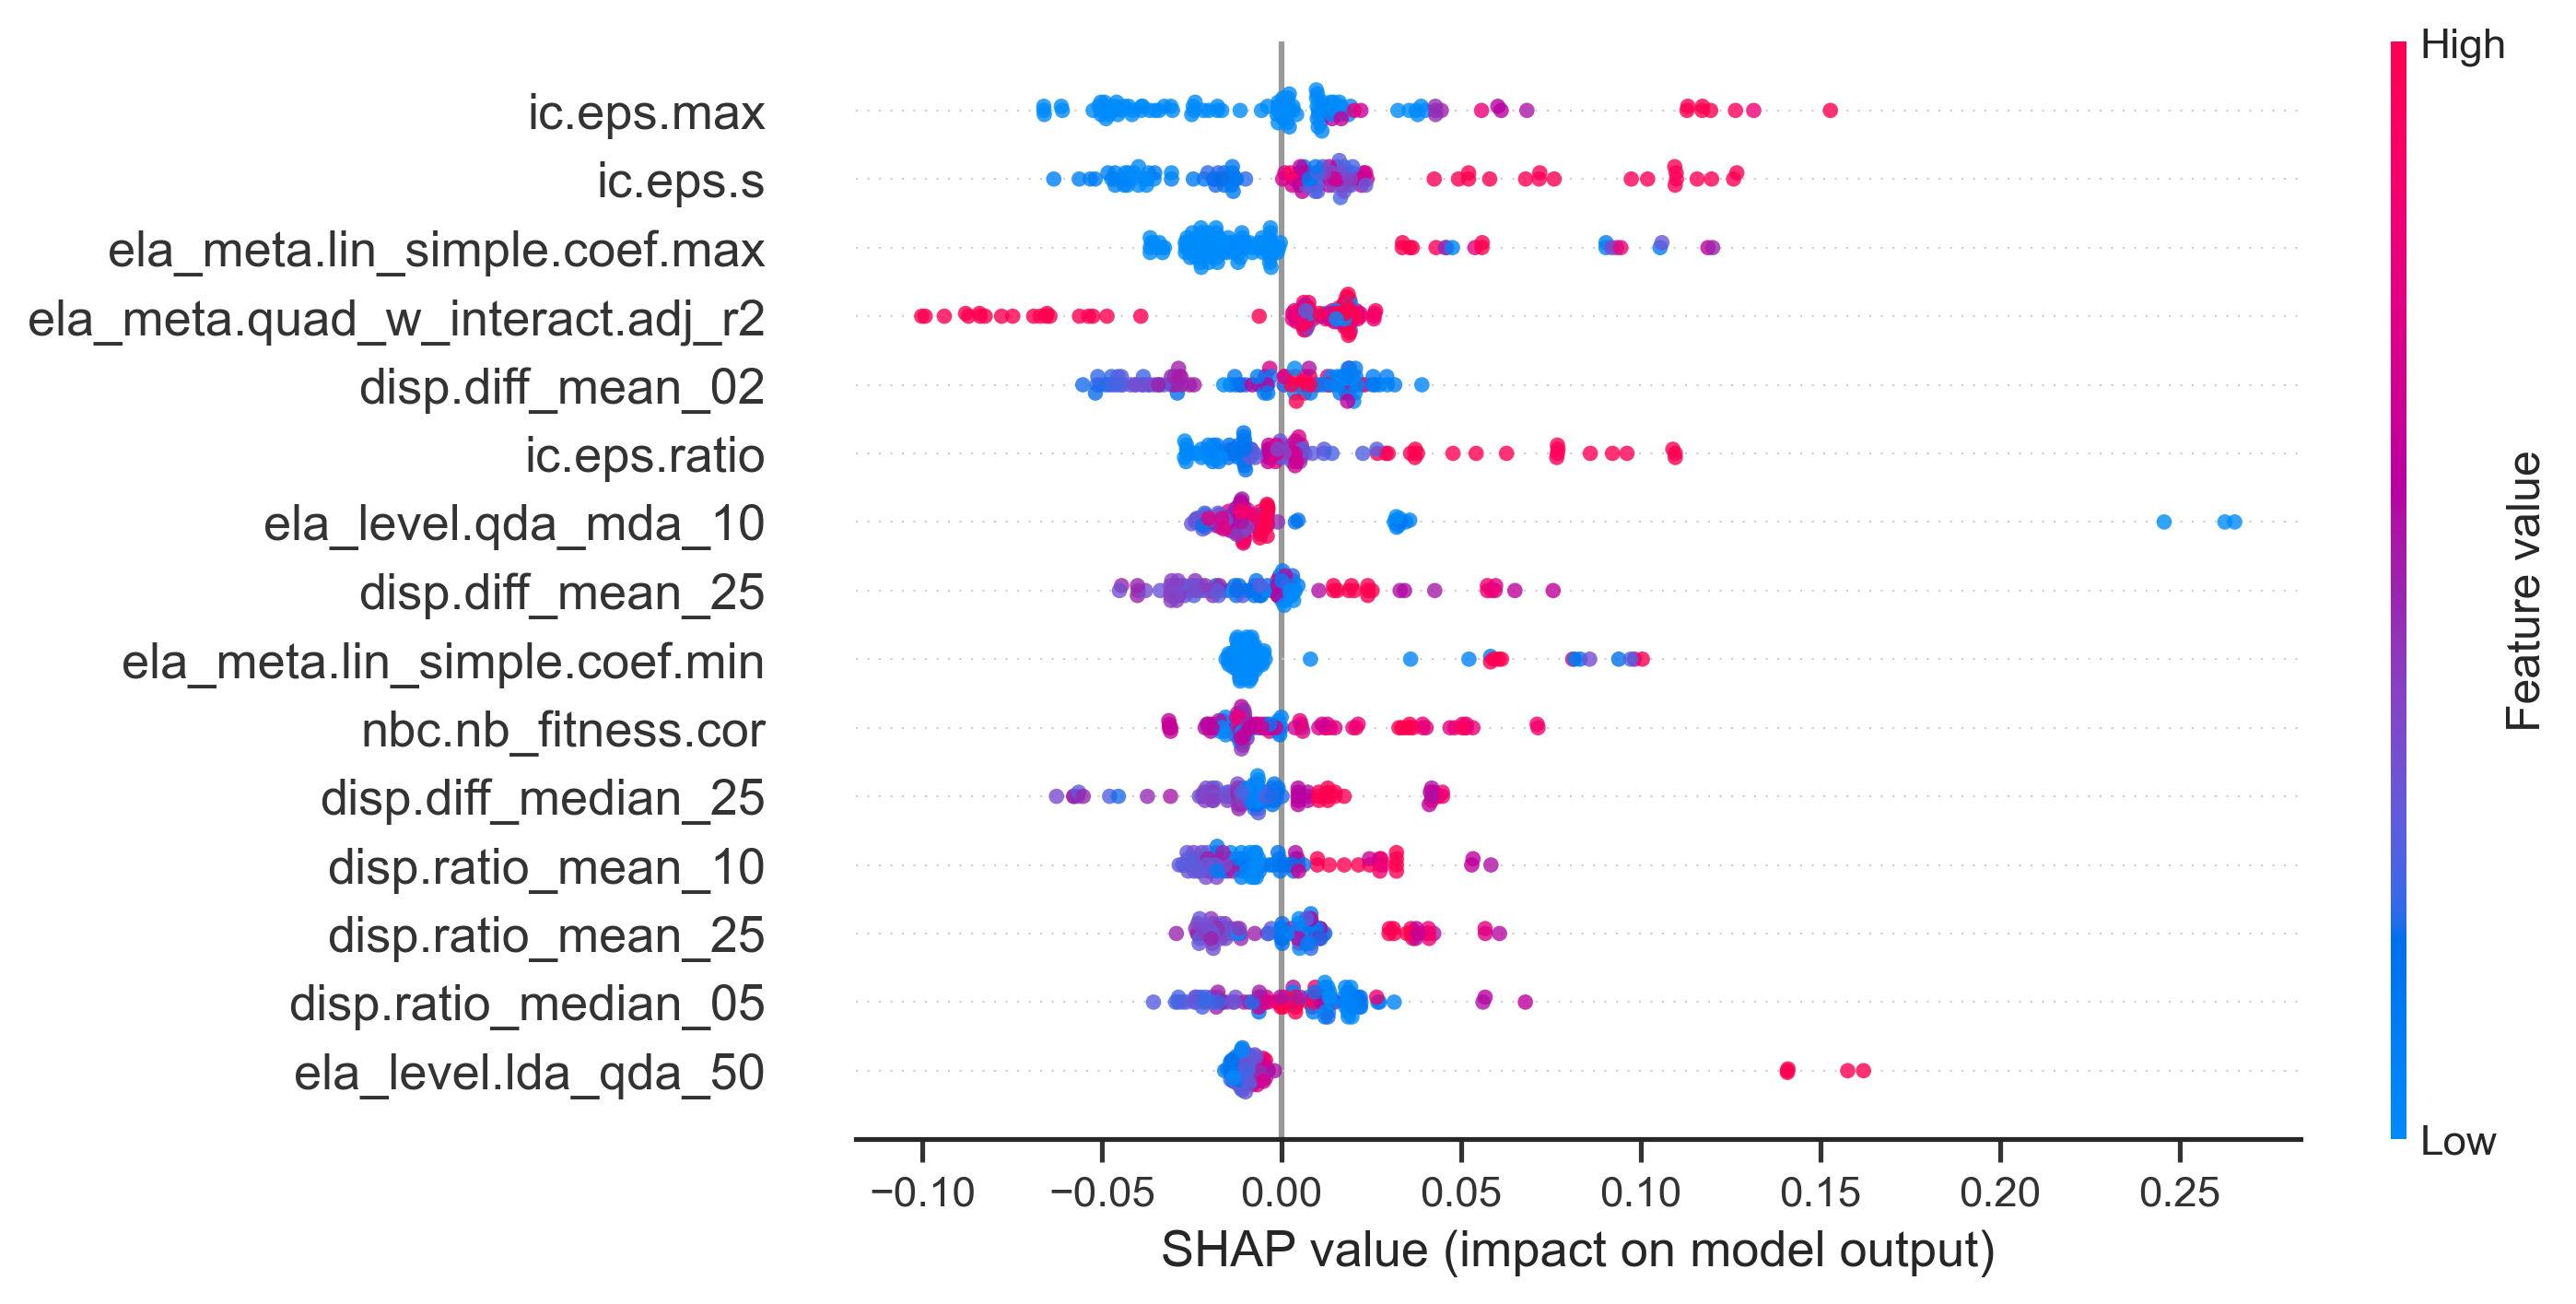 High
ic.eps.max
ic.eps.s
ela_meta.lin_simple.coef.max
ela_meta.quad_w_interact.adj_r2
disp.diff_mean_02
ic.eps.ratio
ela_level.qda_mda_10
disp.diff_mean_25
ela_meta.lin_simple.coef.min
nbc.nb_fitness.cor
disp.diff_median_25
disp.ratio_mean_10
disp.ratio_mean_25
disp.ratio_median_05
ela_level.lda_qda_50
Feature value
Low
−0.10 −0.05 0.00 0.05 0.10 0.15 0.20 0.25
SHAP value (impact on model output)